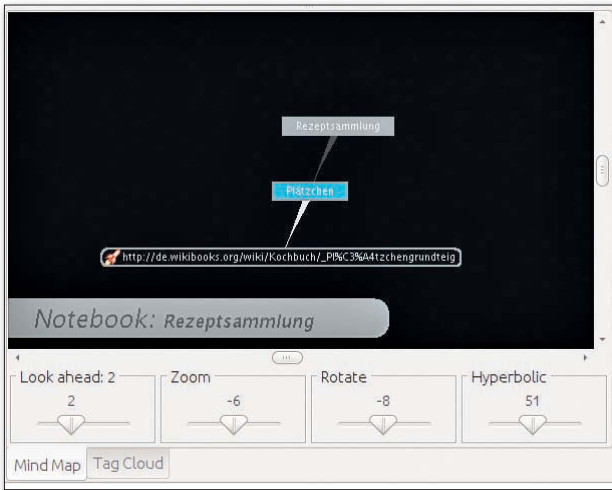 Rezeptsammlung
Plätzchen
http://de.wikibooks.org/wiki/Kochbuch/_Pl%C3%A4tzchengrundteig
Notebook: Rezeptsammlung
Look ahead: 2 Zoom Rotate Hyperbolic
2 -6 -8 51
Mind Map Tag Cloud